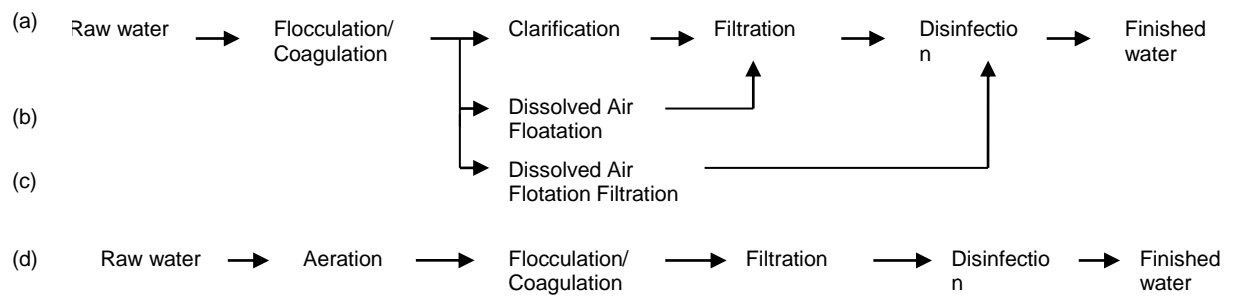 (a) Raw water Flocculation/ Clarification Filtration Disinfectio Finished
Coagulation n water
(b) Dissolved Air
Floatation
(c) Dissolved Air
Flotation Filtration
(d) Raw water Aeration Flocculation/ Filtration Disinfectio Finished
Coagulation n water